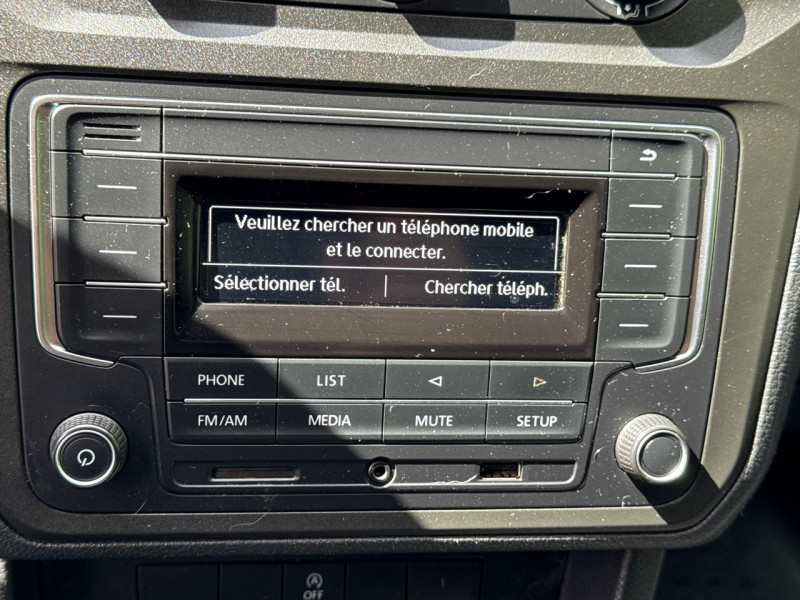 Veuillez chercher un téléphone mobile
et le connecter.
Sélectionner tél. | Chercher téléph.
PHONE LIST
FM/AM MEDIA MUTE SETUP
OFF